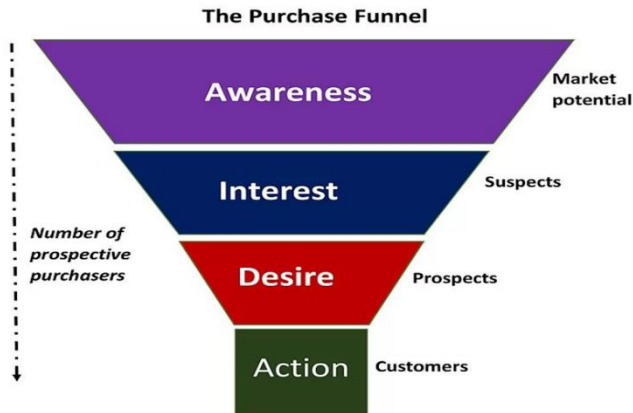 The Purchase Funnel
Awareness
Market
potential
Interest
Suspects
Number of
prospective
purchasers
Desire
Prospects
Action
Customers